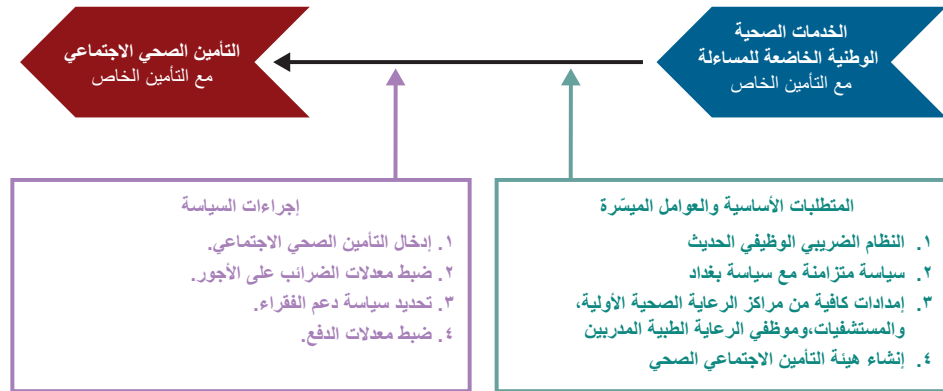 الخدمات الصحية
الوطنية الخاضعة للمساءلة
مع التأمين الخاص
التأمين الصحي الاجتماعي
مع التأمين الخاص
المتطلبات الأساسية والعوامل الميسّرة
١. النظام الضريبي الوظيفي الحديث
٢. سياسة متزامنة مع سياسة بغداد
٣. إمدادات كافية من مراكز الرعاية الصحية الأولية،
والمستشفيات،وموظفي الرعاية الطبية المدربين
٤. إنشاء هيئة التأمين الاجتماعي الصحي
إجراءات السياسة
١. إدخال التأمين الصحي الاجتماعي.
٢. ضبط معدلات الضرائب على الأجور.
٣. تحديد سياسة دعم الفقراء.
٤. ضبط معدلات الدفع.